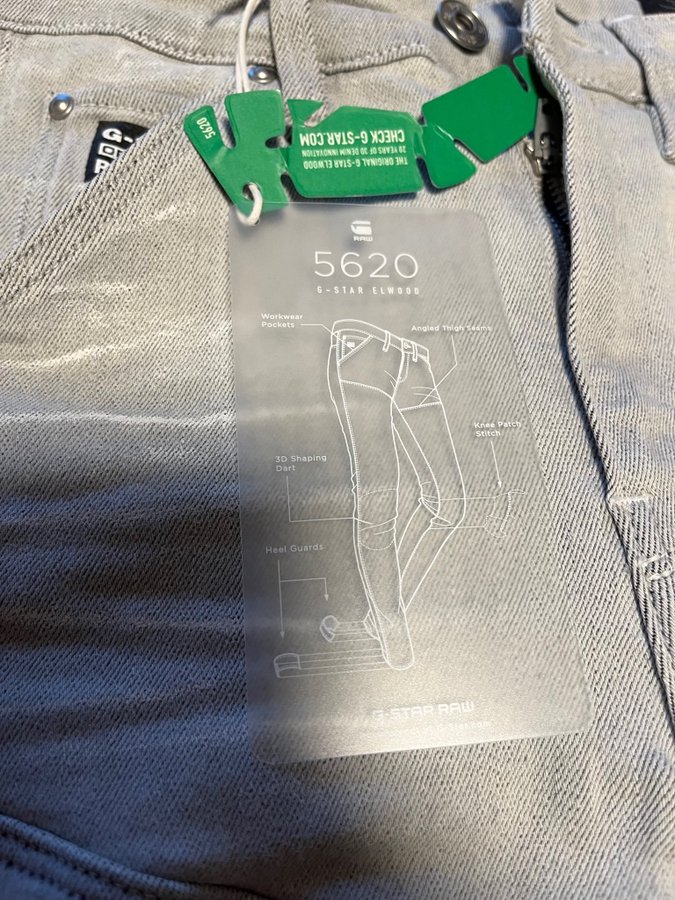 5620
THE ORIGINAL G-STAR ELWOOD
20 YEARS OF 3D DENIM INNOVATION
CHECK G-STAR.COM
G-
RAW
5620
G-STAR ELWOOD
Workwear
Pockets
Angled Thigh Seams
Knee Patch
Stitch
3D Shaping
Dart
Heel Guards
G-STAR RAW